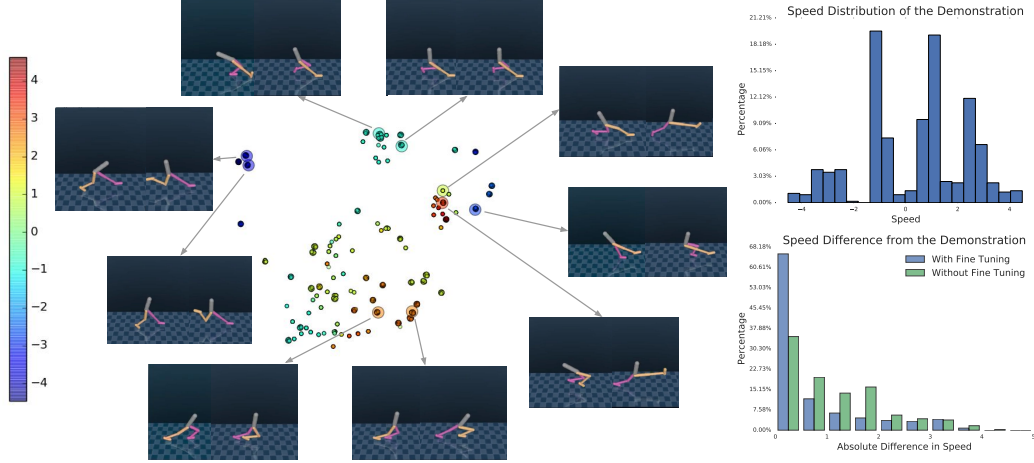 4
3
2
1
0
−1
−2
−3
−4
Speed Distribution of the Demonstration
21.21%
18.18%
15.15%
12.12%
9.09%
6.06%
3.03%
0.00%
Percentage
−4 −2 0 2 4
Speed
Speed Difference from the Demonstration
68.18%
60.61%
53.03%
45.45%
37.88%
30.30%
22.73%
15.15%
7.58%
0.00%
Percentage
With Fine Tuning
Without Fine Tuning
0 1 2 3 4 5
Absolute Difference in Speed